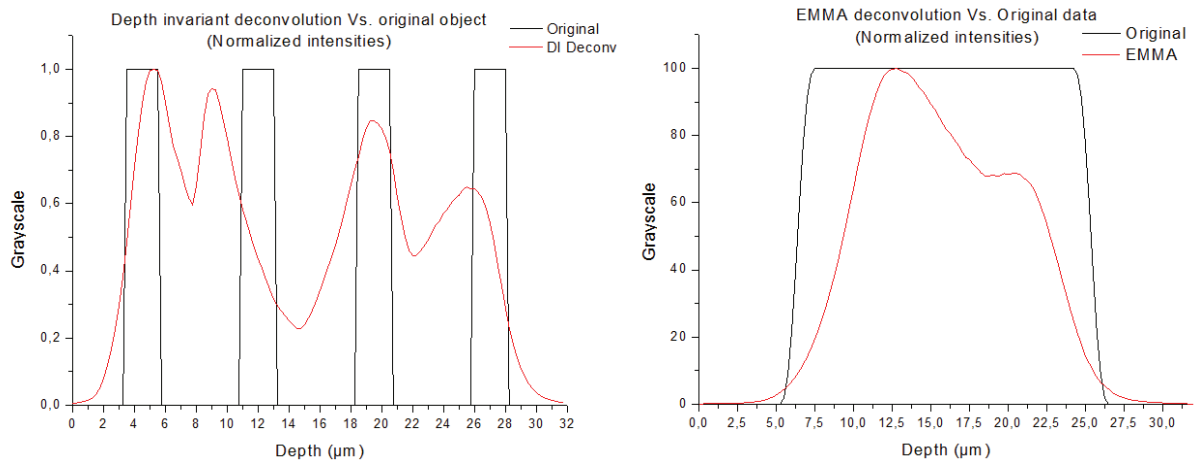 Depth invariant deconvolution Vs. original object
(Normalized intensities)
Original
DI Deconv
1,0
0,8
0,6
0,4
0,2
0,0
Grayscale
0 2 4 6 8 10 12 14 16 18 20 22 24 26 28 30 32
Depth (µm)
EMMA deconvolution Vs. Original data
(Normalized intensities)
Original
EMMA
100
80
60
40
20
0
Grayscale
0,0 2,5 5,0 7,5 10,0 12,5 15,0 17,5 20,0 22,5 25,0 27,5 30,0
Depth (µm)